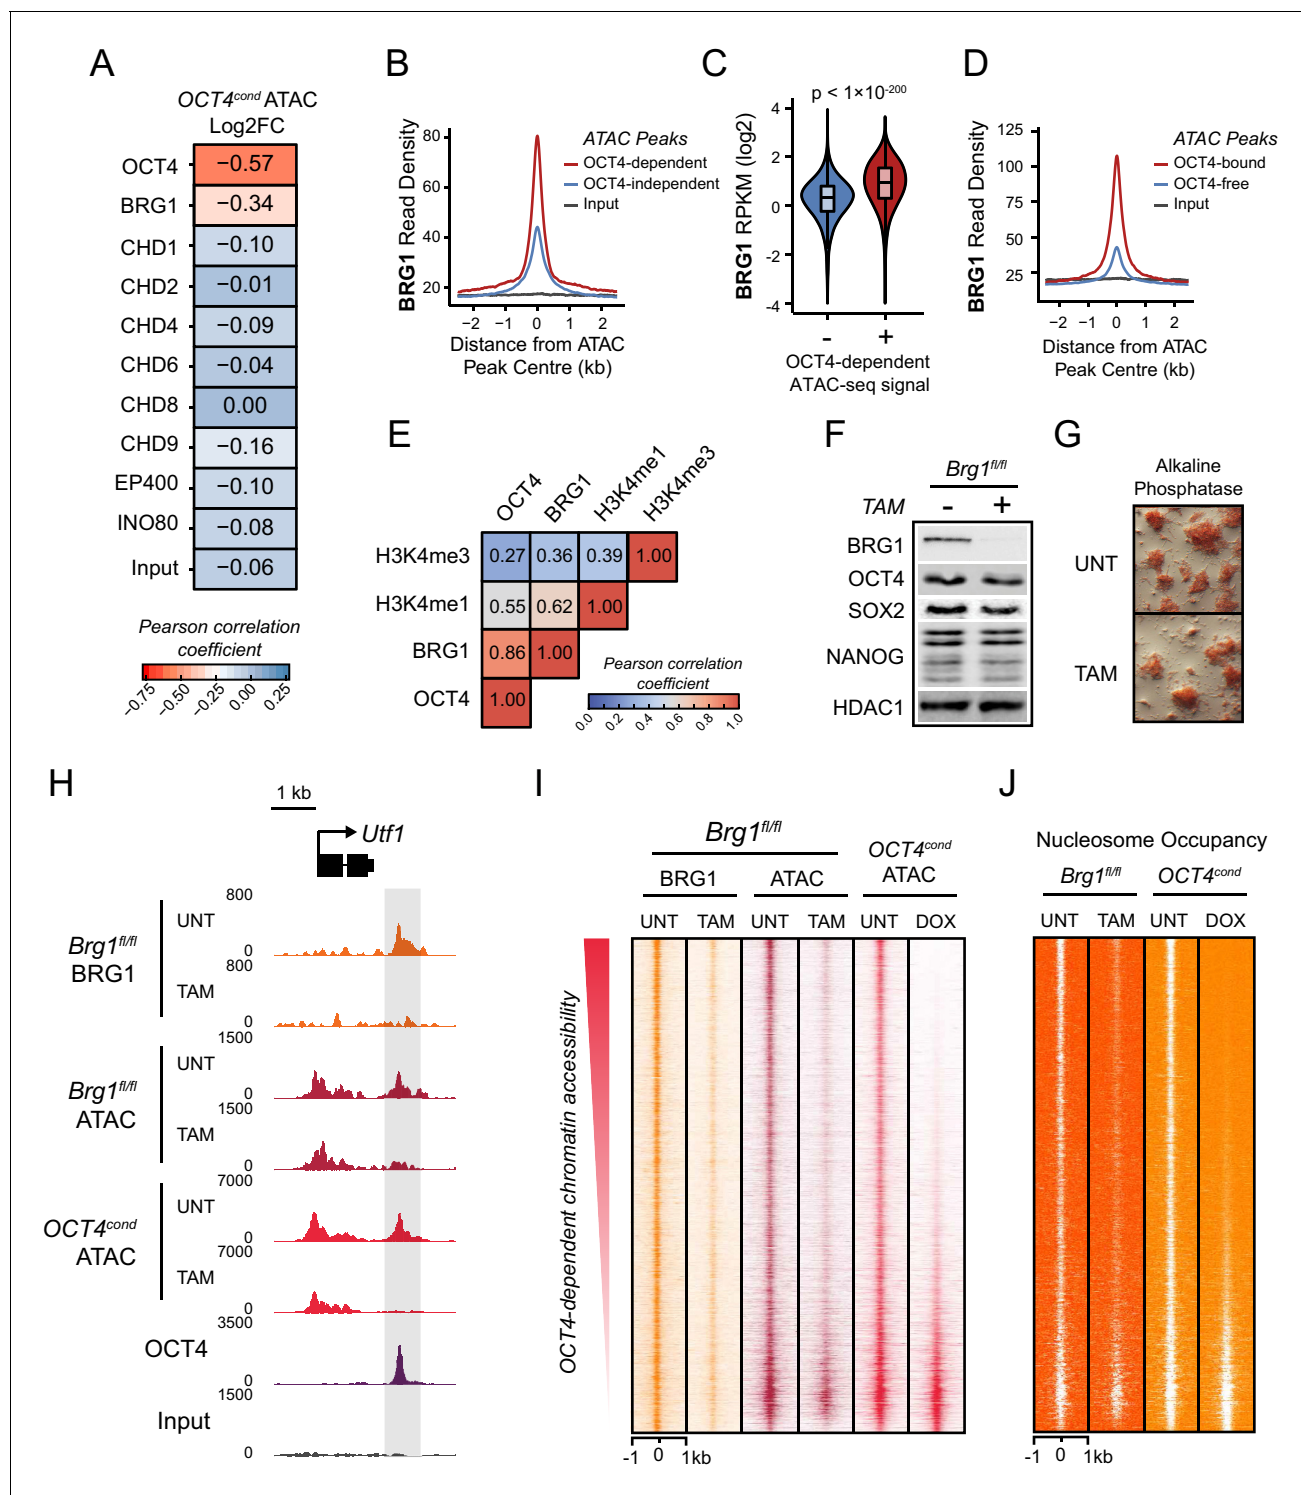 A
OCT4cond ATAC
Log2FC
OCT4 −0.57
BRG1 −0.34
CHD1 −0.10
CHD2 −0.01
CHD4 −0.09
CHD6 −0.04
CHD8 0.00
CHD9 −0.16
EP400 −0.10
INO80 −0.08
Input −0.06
Pearson correlation
coefficient
−0.75 −0.50 −0.25 0.00 0.25
B
BRG1 Read Density
80
60
40
20
ATAC Peaks
OCT4-dependent
OCT4-independent
Input
−2 −1 0 1 2
Distance from ATAC
Peak Centre (kb)
C
p < 1×10-200
BRG1 RPKM (log2)
4
2
0
-2
-4
- +
OCT4-dependent
ATAC-seq signal
D
BRG1 Read Density
125
100
75
50
25
ATAC Peaks
OCT4-bound
OCT4-free
Input
−2 −1 0 1 2
Distance from ATAC
Peak Centre (kb)
E
OCT4 BRG1 H3K4me1 H3K4me3
H3K4me3 0.27 0.36 0.39 1.00
H3K4me1 0.55 0.62 1.00
BRG1 0.86 1.00
OCT4 1.00
Pearson correlation
coefficient
0.0 0.2 0.4 0.6 0.8 1.0
F
Brg1fl/fl
TAM - +
BRG1
OCT4
SOX2
NANOG
HDAC1
G
Alkaline
Phosphatase
UNT
TAM
H
1 kb
Utf1
Brg1fl/fl
BRG1
UNT
800
0
TAM
800
0
Brg1fl/fl
ATAC
UNT
1500
0
TAM
1500
0
OCT4cond
ATAC
UNT
7000
0
TAM
7000
0
OCT4
3500
0
Input
1500
0
I
Brg1fl/fl
OCT4cond
ATAC
BRG1 ATAC
UNT TAM UNT TAM UNT DOX
OCT4-dependent chromatin accessibility
-1 0 1kb
J
Nucleosome Occupancy
Brg1fl/fl OCT4cond
UNT TAM UNT DOX
-1 0 1kb